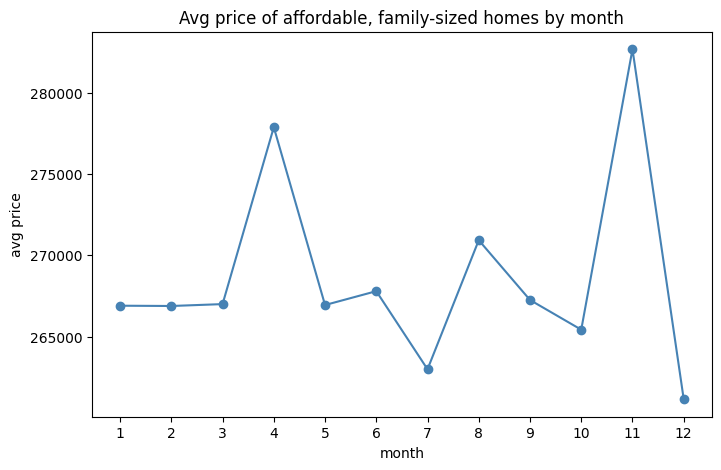 Avg price of affordable, family-sized homes by month
280000
275000
270000
265000
avg price
1 2 3 4 5 6 7 8 9 10 11 12
month